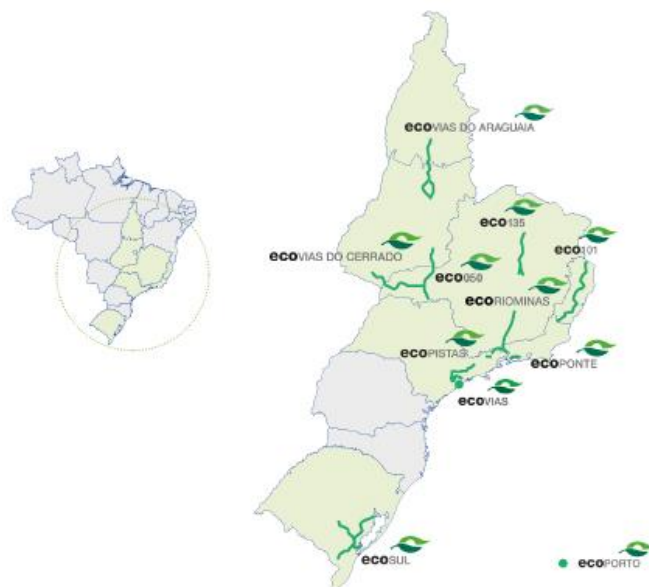 ecoVIAS DO ARAGUAIA
eco135
eco101
ecoVIAS DO CERRADO
eco050
ecoRIOMINAS
ecoPISTAS
ecoPONTE
ecoVIAS
ecoSUL
ecoPORTO